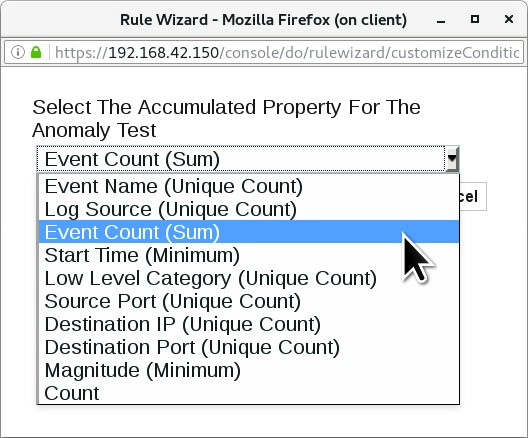 Rule Wizard - Mozilla Firefox (on client)
https://192.168.42.150/console/do/rulewizard/customizeConditic
Select The Accumulated Property For The
Anomaly Test
Event Count (Sum)
Event Name (Unique Count)
cel
Log Source (Unique Count)
Event Count (Sum)
Start Time (Minimum)
Low Level Category (Unique Count)
Source Port (Unique Count)
Destination IP (Unique Count)
Destination Port (Unique Count)
Magnitude (Minimum)
Count